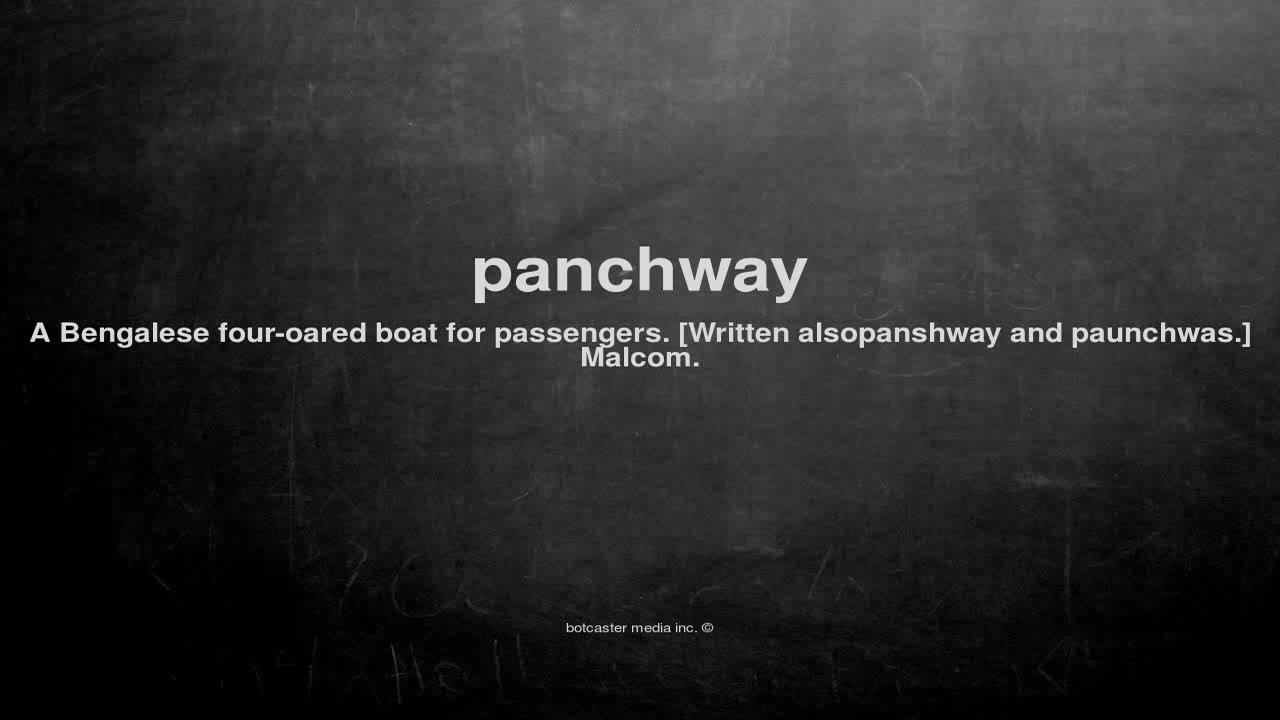 panchway
A Bengalese four-oared boat for passengers. [Written alsopanshway and paunchwas.]
Malcom.
botcaster media inc. ©